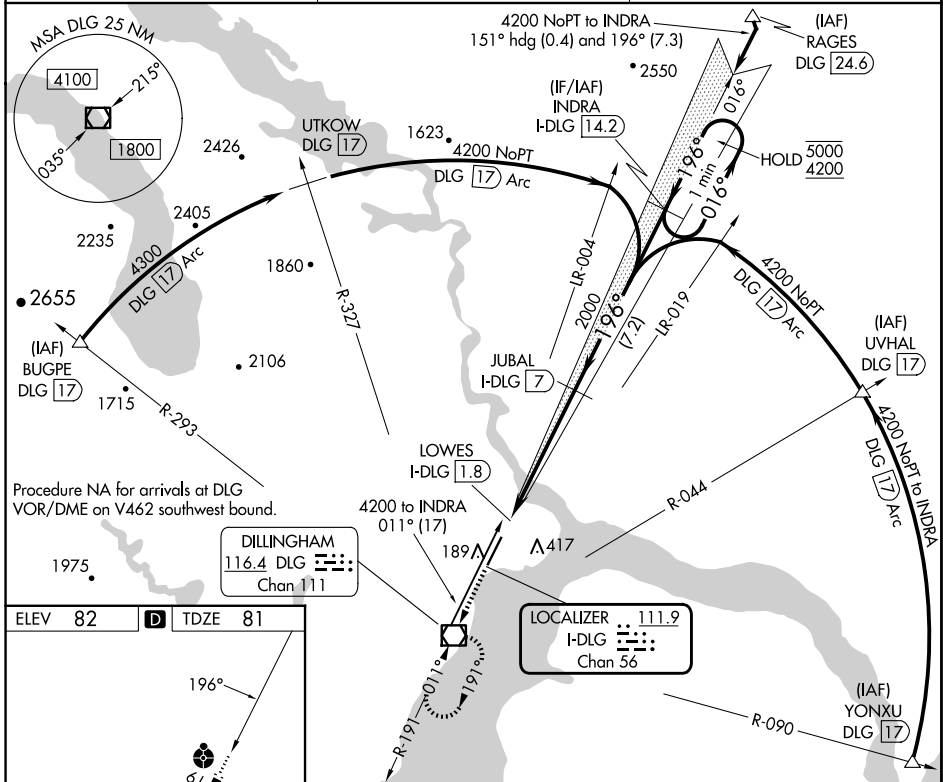 MSA DLG 25 NM
4100
215°
035°
1800
4200 NoPT to INDRA
151° hdg (0.4) and 196° (7.3)
(IAF)
RAGES
DLG 24.6
2550
(IF/IAF)
INDRA
I-DLG 14.2
016°
196°
1 min
016°
HOLD 5000
4200
UTKOW
DLG 17
1623
4200 NoPT
DLG 17 Arc
2426
2405
2235
4300
DLG 17 Arc
1860
R-327
LR-004
2000
196°
(7.2)
LR-019
4200 NoPT
DLG 17 Arc
2655
(IAF)
BUGPE
DLG 17
2106
1715
R-293
JUBAL
I-DLG 7
(IAF)
UVHAL
DLG 17
4200 NoPT to INDRA
DLG 17 Arc
R-044
LOWES
I-DLG 1.8
Procedure NA for arrivals at DLG
VOR/DME on V462 southwest bound.
4200 to INDRA
011° (17)
189
417
DILLINGHAM
116.4 DLG
Chan 111
1975
LOCALIZER 111.9
I-DLG
Chan 56
011°
191°
R-191
R-090
(IAF)
YONXU
DLG 17
ELEV 82 D TDZE 81
196°